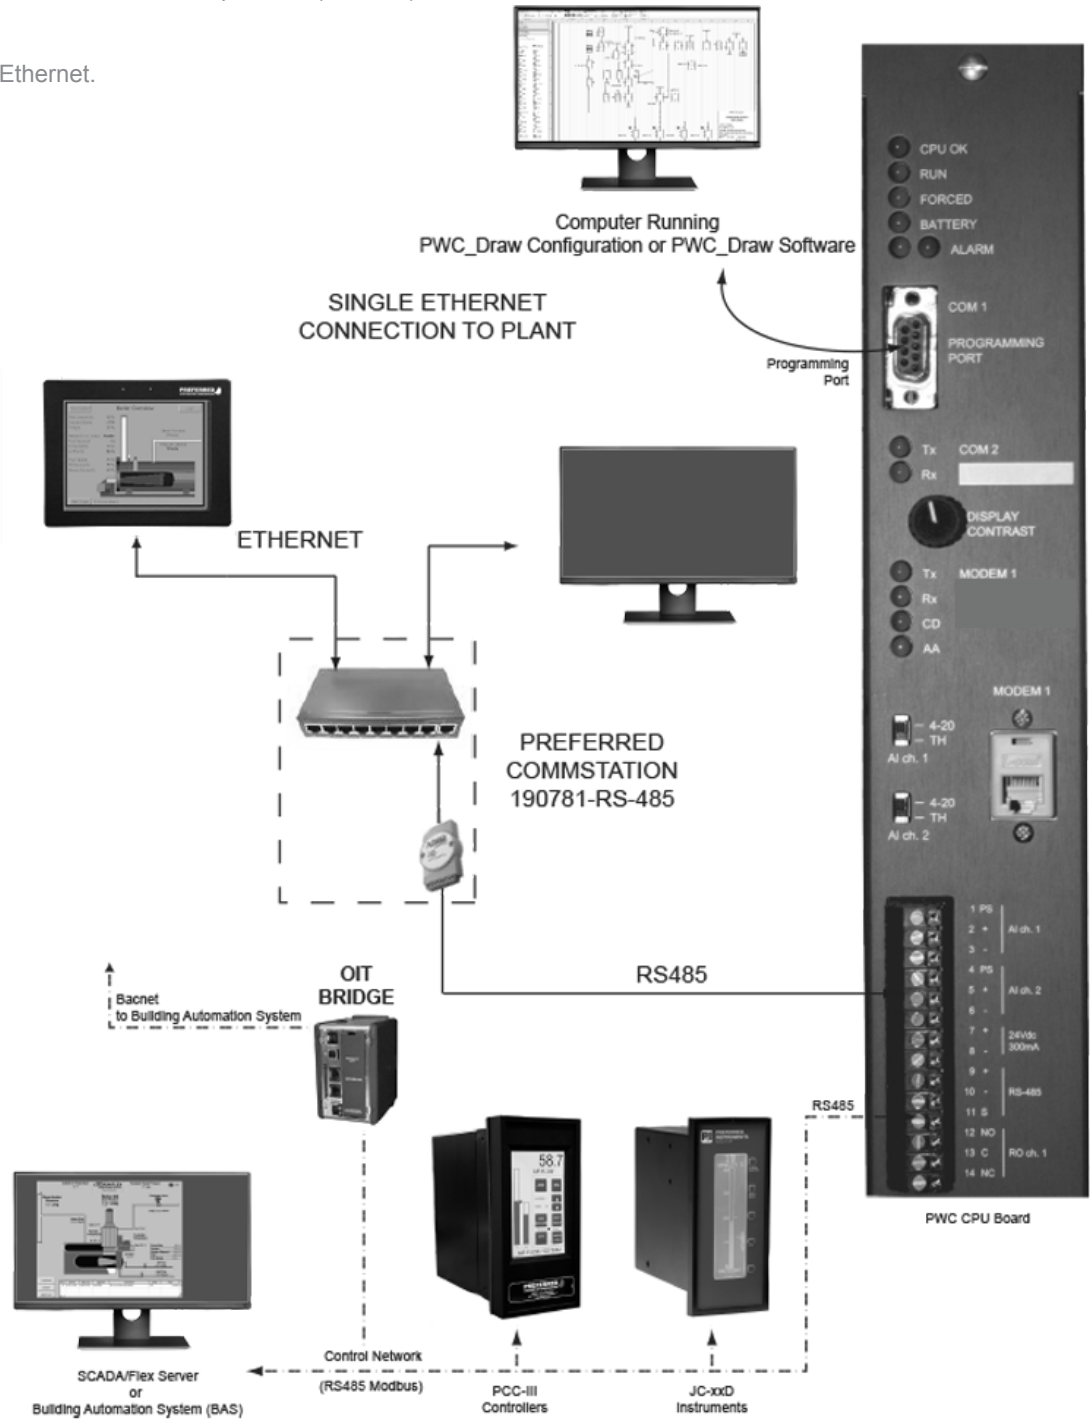 Ethernet.
Computer Running
PWC_Draw Configuration or PWC_Draw Software
SINGLE ETHERNET
CONNECTION TO PLANT
Programming
Port
CPU OK
RUN
FORCED
BATTERY
ALARM
COM 1
PROGRAMMING
PORT
Tx COM 2
Rx
DISPLAY
CONTRAST
Tx MODEM 1
Rx
CD
AA
MODEM 1
4-20
TH
AI ch. 1
4-20
TH
AI ch. 2
PREFERRED
Boiler Overview
ETHERNET
PREFERRED
COMMSTATION
190781-RS-485
RS485
1 PS
2 + AI ch. 1
3 -
4 PS
5 + AI ch. 2
6 -
7 + 24Vdc
8 - 300mA
9 +
10 - RS-485
11 S
12 NO
13 C RO ch. 1
14 NC
PWC CPU Board
OIT
BRIDGE
Bacnet
to Building Automation System
RS485
58.7
PREFERRED
PREFERRED
INSTRUMENTS
Control Network
(RS485 Modbus)
SCADA/Flex Server
or
Building Automation System (BAS)
PCC-III
Controllers
JC-xxD
Instruments